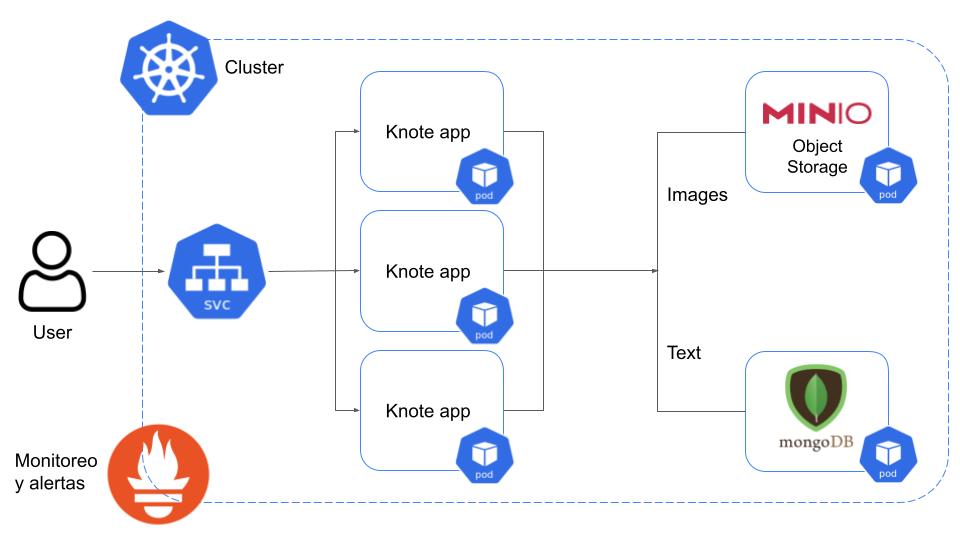 Cluster
Knote app
pod
MINIO
Object
Storage
pod
Images
SVC
Knote app
pod
User
Text
Knote app
pod
mongoDB
pod
Monitoreo
y alertas